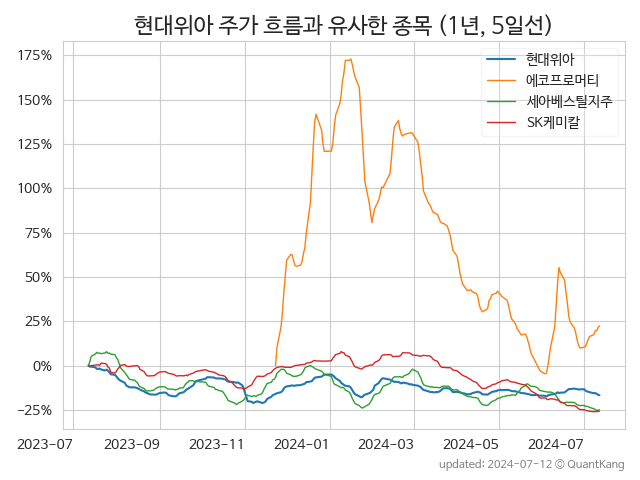 현대위아 주가 흐름과 유사한 종목 (1년, 5일선)
현대위아
에코프로머티
세아베스틸지주
SK케미칼
175%
150%
125%
100%
75%
50%
25%
0%
−25%
2023-07
2023-09
2023-11
2024-01
2024-03
2024-05
2024-07
updated: 2024-07-12 © QuantKang